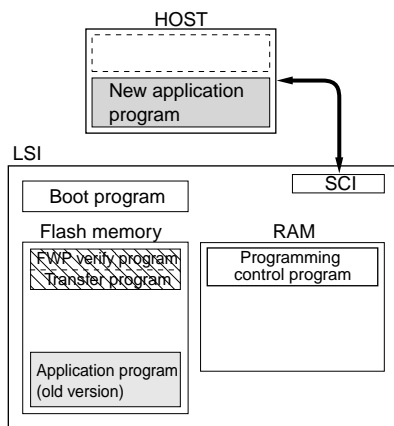 HOST
New application
program
LSI
SCI
Boot program
Flash memory
RAM
FWP verify program
Transfer program
Programming
control program
Application program
(old version)